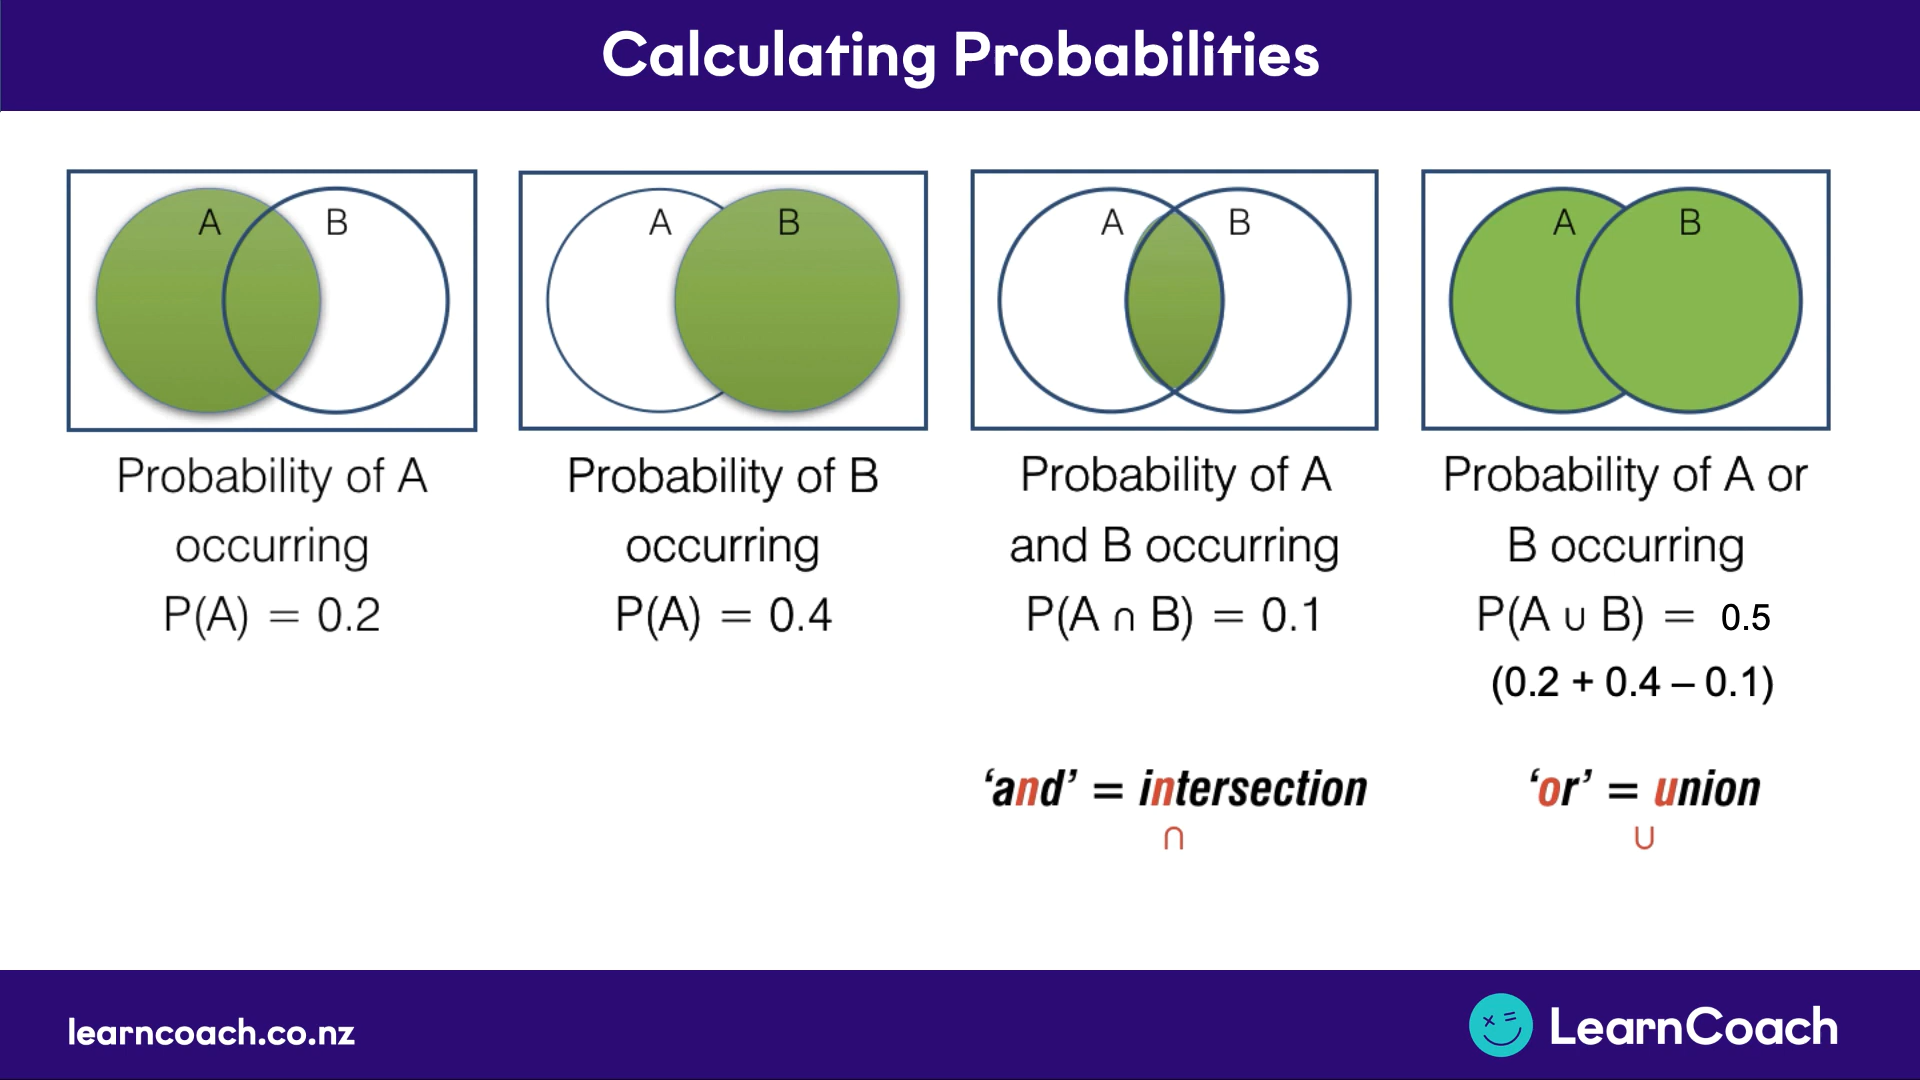 Calculating Probabilities
A B
A B
A B
A B
Probability of A
occurring
P(A) = 0.2
Probability of B
occurring
P(A) = 0.4
Probability of A
and B occurring
P(A ∩ B) = 0.1
Probability of A or
B occurring
P(A ∪ B) = 0.5
(0.2 + 0.4 – 0.1)
‘and’ = intersection
∩
‘or’ = union
∪
learncoach.co.nz
LearnCoach